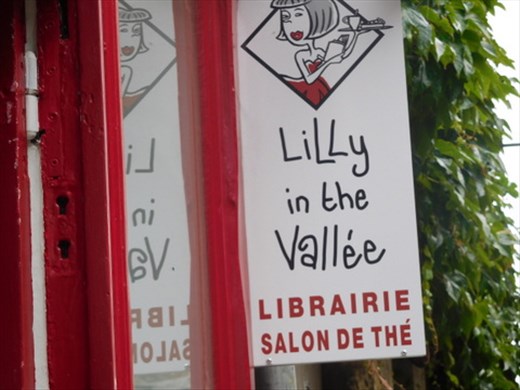 LiLLy
in the
Vallée
LIBRAIRIE
SALON DE THÉ